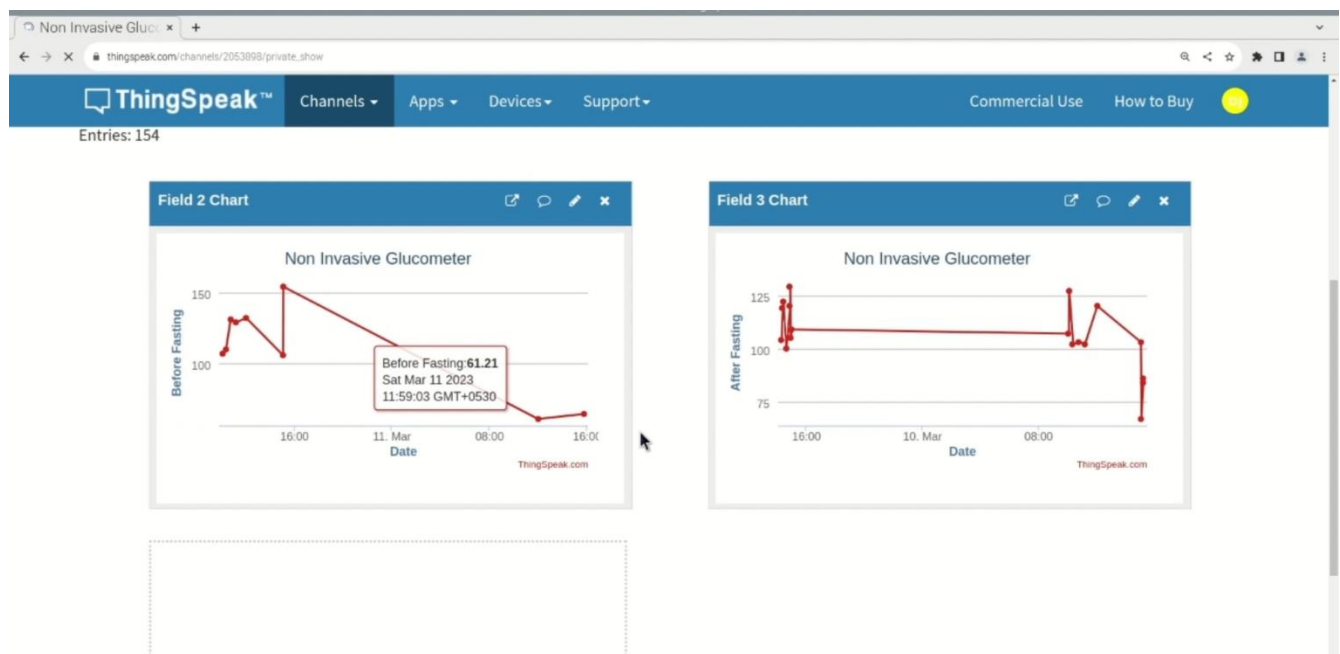 Non Invasive Gluc
thingspeak.com/channels/2053898/private_show
ThingSpeak™ Channels Apps Devices Support Commercial Use How to Buy
Entries: 154
Field 2 Chart
Non Invasive Glucometer
Before Fasting
150
100
Before Fasting:61.21
Sat Mar 11 2023
11:59:03 GMT+0530
16:00 11. Mar 08:00 16:0
Date
ThingSpeak.com
Field 3 Chart
Non Invasive Glucometer
After Fasting
125
100
75
16:00 10. Mar 08:00
Date
ThingSpeak.com